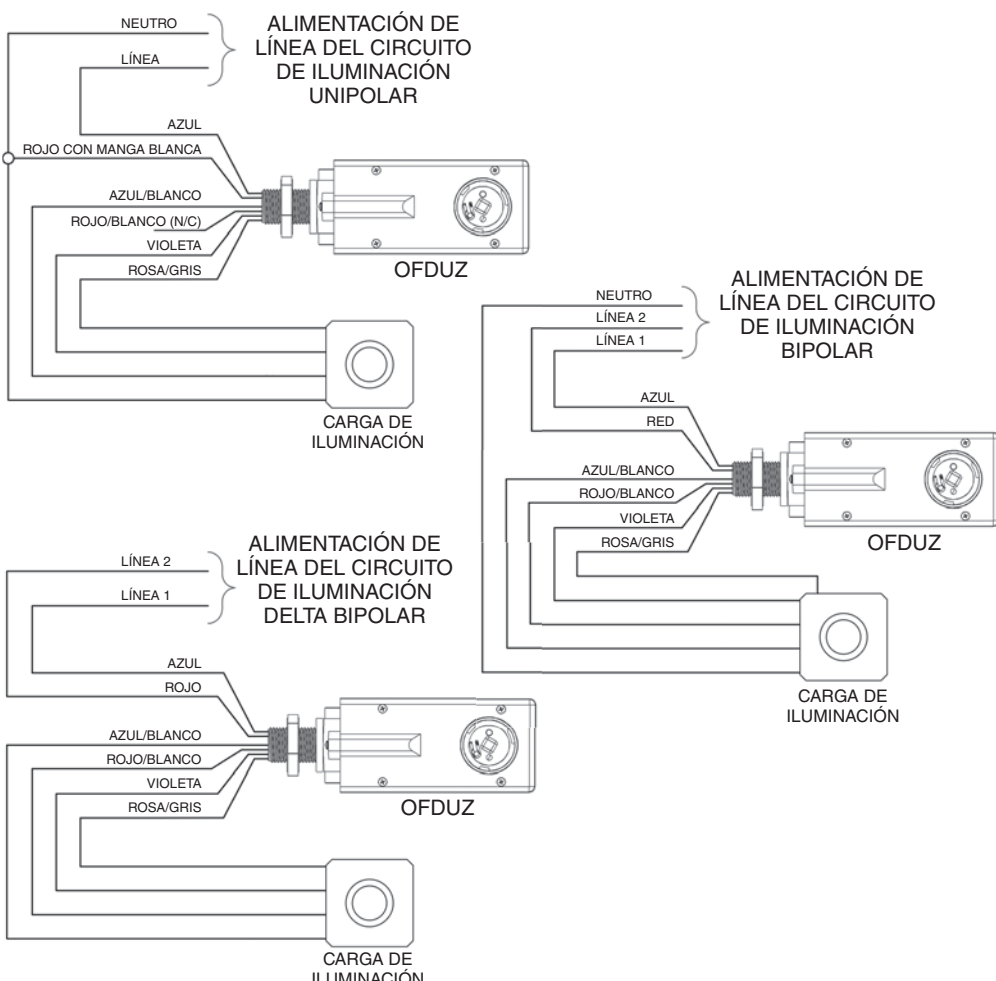 NEUTRO
LÍNEA
ALIMENTACIÓN DE
LÍNEA DEL CIRCUITO
DE ILUMINACIÓN
UNIPOLAR
AZUL
ROJO CON MANGA BLANCA
AZUL/BLANCO
ROJO/BLANCO (N/C)
VIOLETA
ROSA/GRIS
OFDUZ
CARGA DE
ILUMINACIÓN
NEUTRO
LÍNEA 2
LÍNEA 1
ALIMENTACIÓN DE
LÍNEA DEL CIRCUITO
DE ILUMINACIÓN
BIPOLAR
AZUL
RED
AZUL/BLANCO
ROJO/BLANCO
VIOLETA
ROSA/GRIS
OFDUZ
CARGA DE
ILUMINACIÓN
LÍNEA 2
LÍNEA 1
ALIMENTACIÓN DE
LÍNEA DEL CIRCUITO
DE ILUMINACIÓN
DELTA BIPOLAR
AZUL
ROJO
AZUL/BLANCO
ROJO/BLANCO
VIOLETA
ROSA/GRIS
OFDUZ
CARGA DE
ILUMINACIÓN